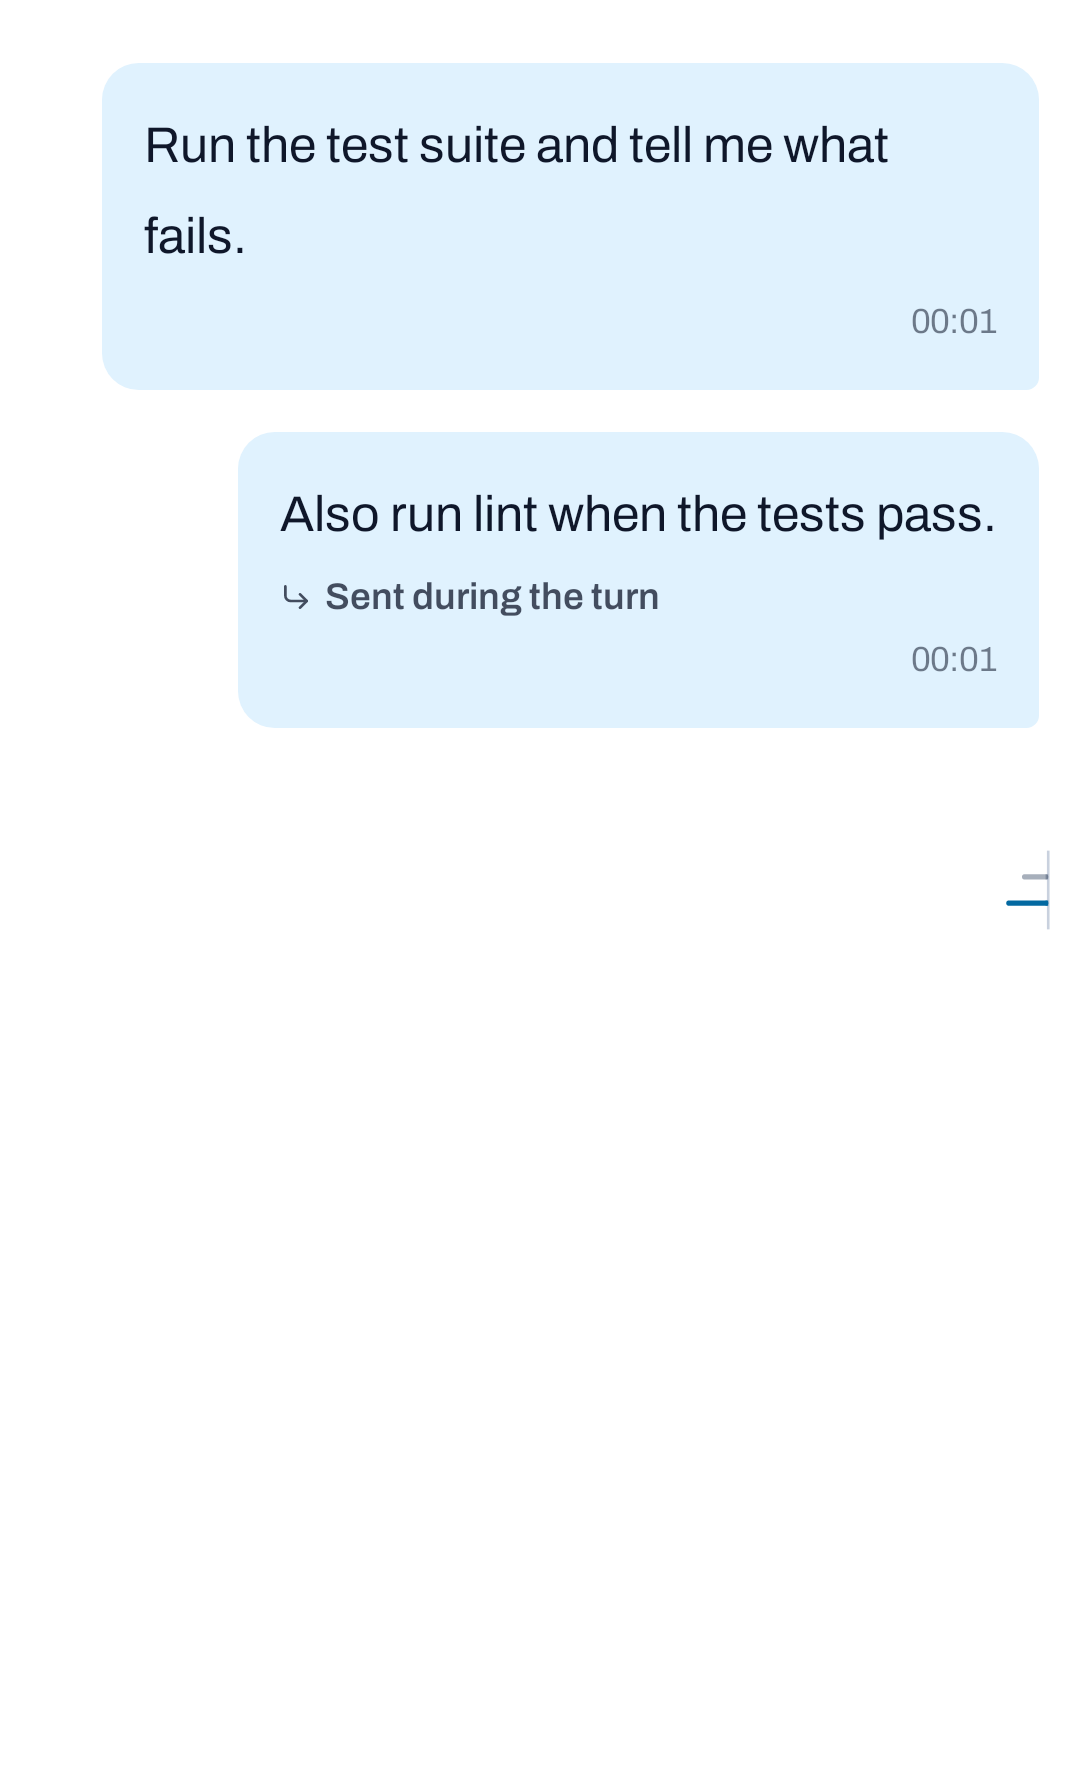 Run the test suite and tell me what
fails.
00:01
Also run lint when the tests pass.
Sent during the turn
00:01